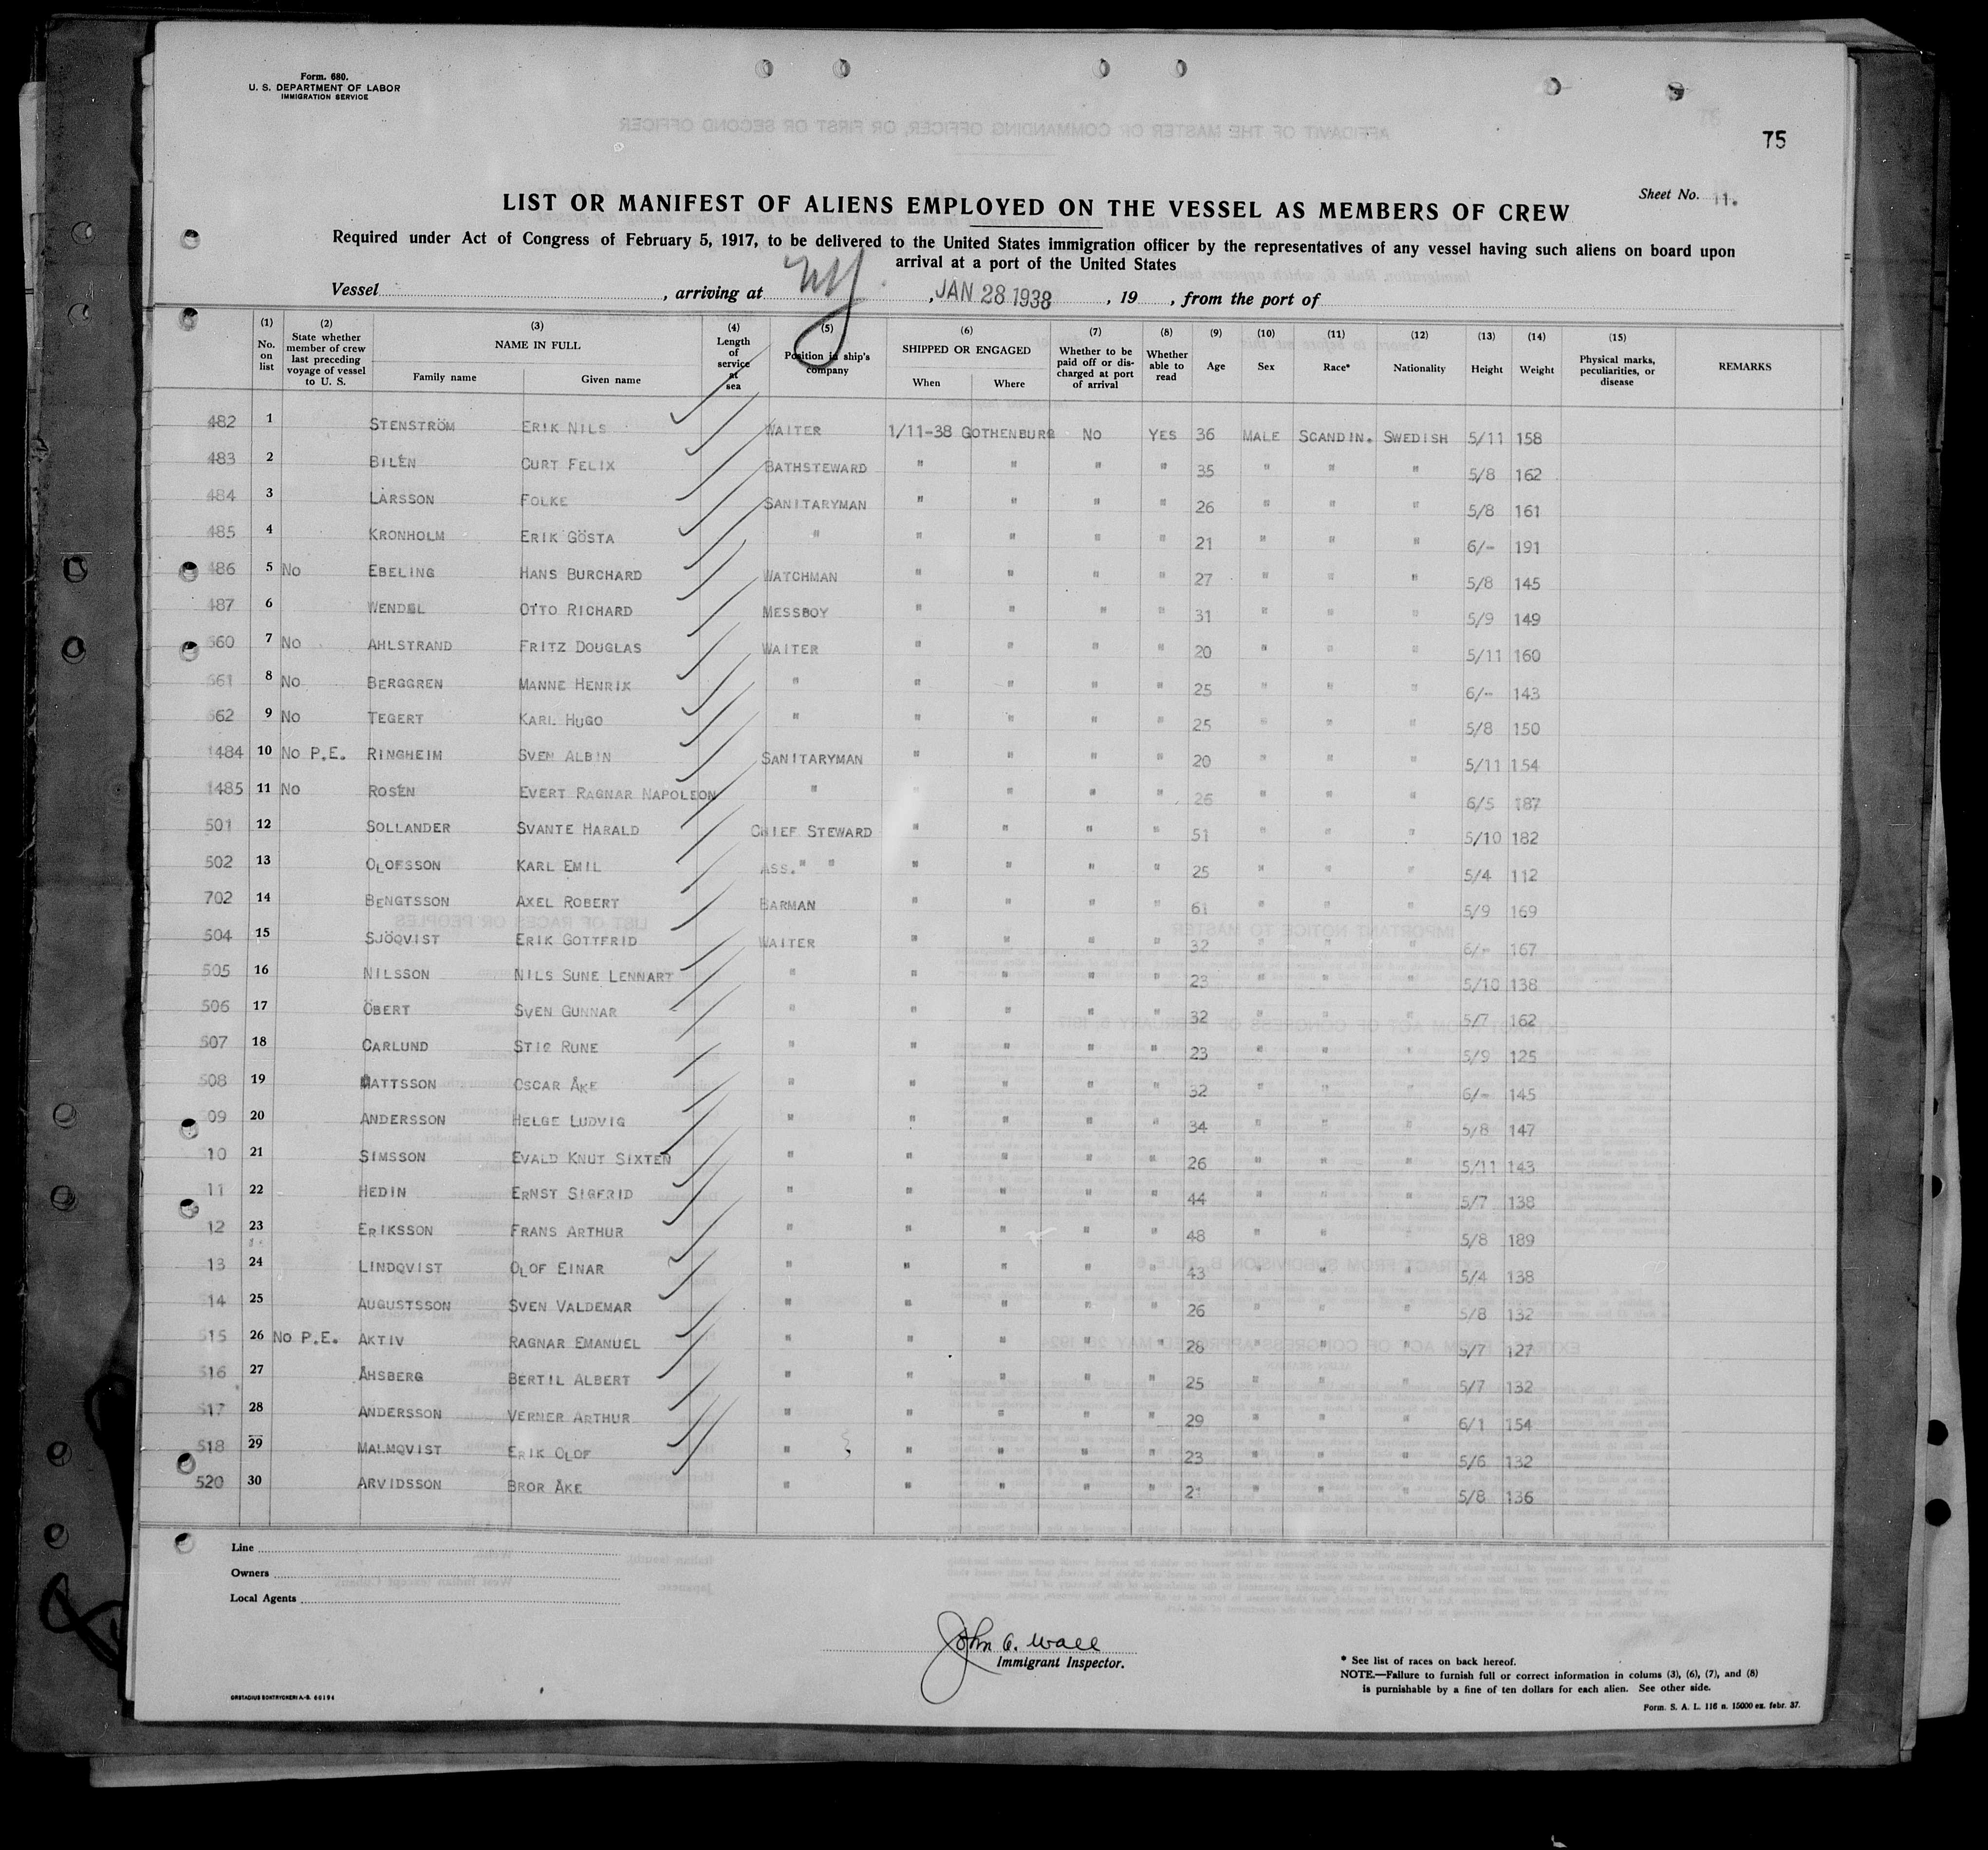 Form. 680.
U. S. DEPARTMENT OF LABOR
IMMIGRATION SERVICE
75
Sheet No. 11.
LIST OR MANIFEST OF ALIENS EMPLOYED ON THE VESSEL AS MEMBERS OF CREW
Required under Act of Congress of February 5, 1917, to be delivered to the United States immigration officer by the representatives of any vessel having such aliens on board upon
arrival at a port of the United States
Vessel , arriving at NY , JAN 28 1938 , 19 , from the port of
(1) No. on list (2) State whether member of crew last preceding voyage of vessel to U. S. (3) NAME IN FULL Family name Given name (4) Length of service at sea (5) Position in ship's company (6) SHIPPED OR ENGAGED When Where (7) Whether to be paid off or discharged at port of arrival (8) Whether able to read (9) Age (10) Sex (11) Race* (12) Nationality (13) Height (14) Weight (15) Physical marks, peculiarities, or disease REMARKS
482 1 STENSTRÖM ERIK NILS WAITER 1/11-38 GOTHENBURG NO YES 36 MALE SCANDIN. SWEDISH 5/11 158
483 2 BILÉN CURT FELIX BATHSTEWARD " " " " 35 " " " 5/8 162
484 3 LARSSON FOLKE SANITARYMAN " " " " 26 " " " 5/8 161
485 4 KRONHOLM ERIK GÖSTA " " " " " 21 " " " 6/- 191
486 5 NO EBELING HANS BURCHARD WATCHMAN " " " " 27 " " " 5/8 145
487 6 WENDEL OTTO RICHARD MESSBOY " " " " 31 " " " 5/9 149
660 7 NO AHLSTRAND FRITZ DOUGLAS WAITER " " " " 20 " " " 5/11 160
661 8 NO BERGGREN MANNE HENRIK " " " " " 25 " " " 6/- 143
662 9 NO TEGERT KARL HUGO " " " " " 25 " " " 5/8 150
1484 10 NO P.E. RINGHEIM SVEN ALBIN SANITARYMAN " " " " 20 " " " 5/11 154
1485 11 NO ROSÉN EVERT RAGNAR NAPOLEON " " " " 26 " " " 6/5 187
501 12 SOLLANDER SVANTE HARALD CHIEF STEWARD " " " " 51 " " " 5/10 182
502 13 OLOFSSON KARL EMIL ASS. " " " " " " 25 " " " 5/4 112
702 14 BENGTSSON AXEL ROBERT BARMAN " " " " 61 " " " 5/9 169
504 15 SJÖQVIST ERIK GOTTFRID WAITER " " " " 32 " " " 6/- 167
505 16 NILSSON NILS SUNE LENNART " " " " " 23 " " " 5/10 138
506 17 ÖBERT SVEN GUNNAR " " " " " 32 " " " 5/7 162
507 18 CARLUND STIG RUNE " " " " " 23 " " " 5/9 125
508 19 MATTSSON OSCAR ÅKE " " " " " 32 " " " 6/- 145
09 20 ANDERSSON HELGE LUDVIG " " " " " 34 " " " 5/8 147
10 21 SIMSSON EVALD KNUT SIXTEN " " " " " 26 " " " 5/11 143
11 22 HEDIN ERNST SIGFRID " " " " " 44 " " " 5/7 138
12 23 ERIKSSON FRANS ARTHUR " " " " " 48 " " " 5/8 189
13 24 LINDQVIST OLOF EINAR " " " " " 43 " " " 5/4 138
14 25 AUGUSTSSON SVEN VALDEMAR " " " " " 26 " " " 5/8 132
515 26 NO P.E. AKTIV RAGNAR EMANUEL " " " " " 28 " " " 5/7 127
516 27 ÅHSBERG BERTIL ALBERT " " " " " 25 " " " 5/7 132
517 28 ANDERSSON VERNER ARTHUR " " " " " 29 " " " 6/1 154
518 29 MALMQVIST ERIK OLOF " " " " " 23 " " " 5/6 132
520 30 ARVIDSSON BROR ÅKE " " " " " 21 " " " 5/8 136
Line
Owners
Local Agents
John G. Wall
Immigrant Inspector.
* See list of races on back hereof.
NOTE.—Failure to furnish full or correct information in colums (3), (6), (7), and (8)
is punishable by a fine of ten dollars for each alien. See other side.
ORSTADIUS BOKTRYCKERI A.-B. 60194
Form. S. A. L. 116 n. 15000 ex. febr. 37.